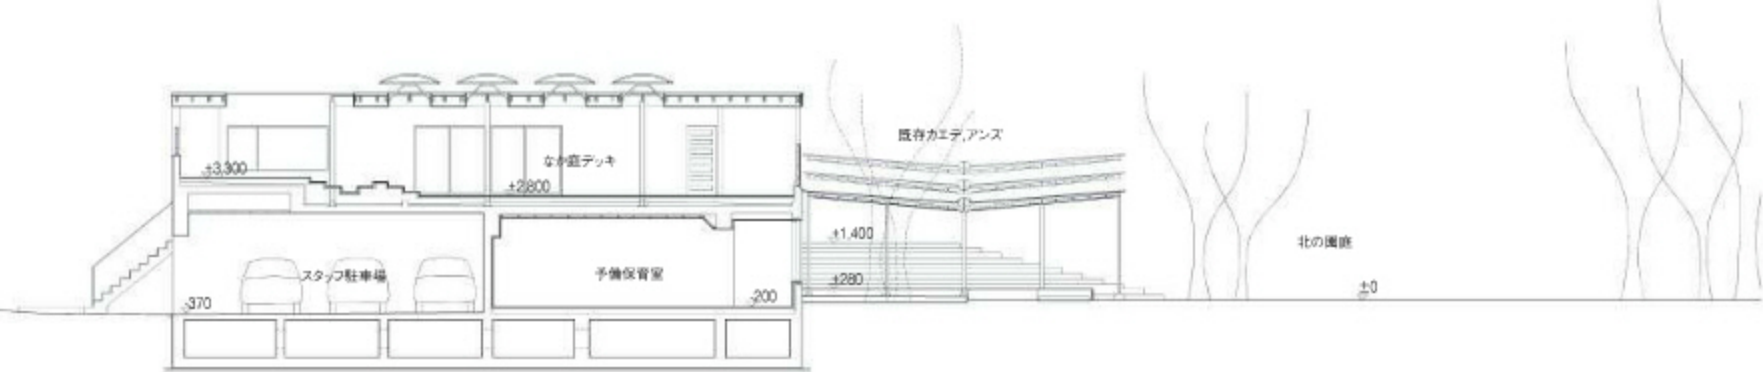 既存カエデ,アンズ
なか庭デッキ
±3,300
±2,800
±1,400
北の園庭
スタッフ駐車場
予備保育室
±280
±0
-370
-200